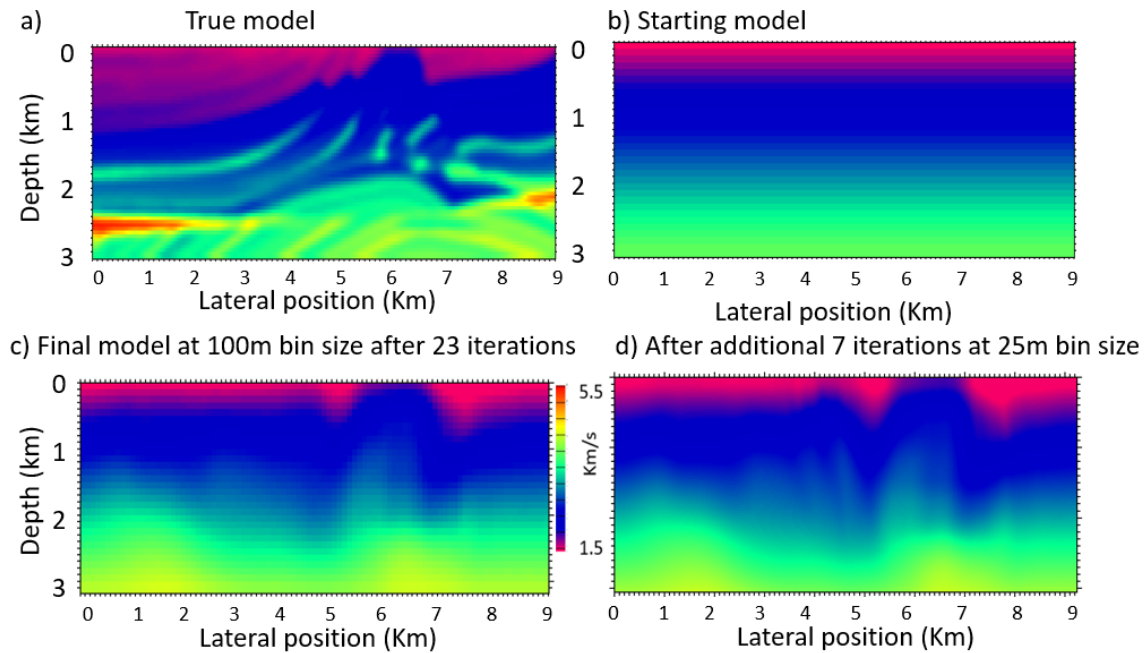 a) True model
b) Starting model
0
1
2
3
Depth (km)
0 1 2 3 4 5 6 7 8 9
Lateral position (Km)
0
1
2
3
0 1 2 3 4 5 6 7 8 9
Lateral position (Km)
c) Final model at 100m bin size after 23 iterations
d) After additional 7 iterations at 25m bin size
0
1
2
3
Depth (km)
0 1 2 3 4 5 6 7 8 9
Lateral position (Km)
5.5
Km/s
1.5
0 1 2 3 4 5 6 7 8 9
Lateral position (Km)